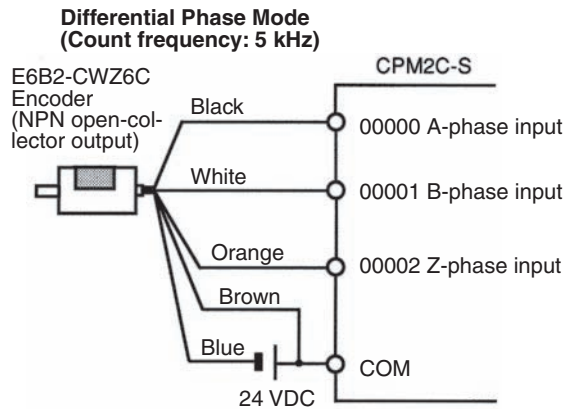 Differential Phase Mode
(Count frequency: 5 kHz)
CPM2C-S
E6B2-CWZ6C
Encoder
(NPN open-col-
lector output)
Black
00000 A-phase input
White
00001 B-phase input
Orange
00002 Z-phase input
Brown
Blue
COM
24 VDC